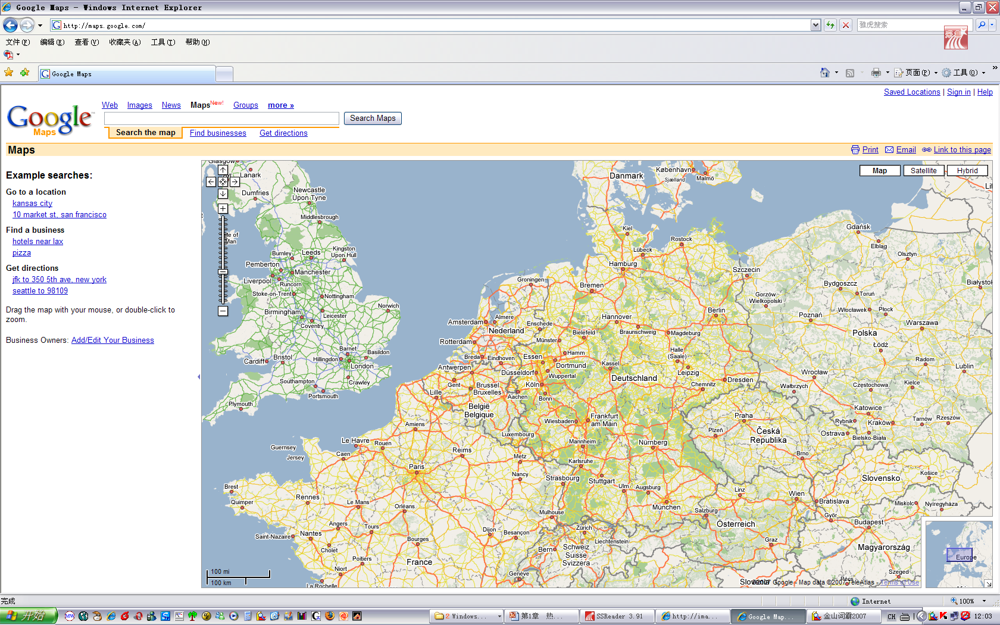 Google Maps - Windows Internet Explorer
http://maps.google.com/
雅虎搜索
文件(F) 编辑(E) 查看(V) 收藏夹(A) 工具(T) 帮助(H)
Google Maps
页面(P) 工具(O)
Saved Locations | Sign in | Help
Web Images News Maps New! Groups more »
Google Maps
Search Maps
Search the map Find businesses Get directions
Maps
Print Email Link to this page
Example searches:
Go to a location
kansas city
10 market st, san francisco
Find a business
hotels near lax
pizza
Get directions
jfk to 350 5th ave, new york
seattle to 98109
Drag the map with your mouse, or double-click to
zoom.
Business Owners: Add/Edit Your Business
Map Satellite Hybrid
Glasgow
Lanark
Dumfries
Newcastle
Upon Tyne
Middlesbrough
Isle of
Man
Kingston
Upon Hull
Burnley
Leeds
Pemberton
Manchester
Liverpool
Runcorn
Stoke-on-Trent
Nottingham
Norwich
Birmingham
Leicester
Coventry
Barnet
Basildon
Hillingdon
London
Cardiff
Bristol
Crawley
Southampton
Portsmouth
Plymouth
Guernsey
Jersey
Danmark
København
Sjælland
Malmö
Kiel
Rostock
Lübeck
Hamburg
Groningen
Bremen
Szczecin
Gdańsk
Elbląg
Olsztyn
Białystok
Bydgoszcz
Toruń
Gorzów
Wielkopolski
Poznań
Włocławek
Płock
Warszawa
Polska
Łódź
Radom
Lublin
Berlin
Hannover
Braunschweig
Magdeburg
Amsterdam
Almere
Nederland
Enschede
Bielefeld
Münster
Rotterdam
Breda
Eindhoven
Essen
Hamm
Dortmund
Kassel
Halle
(Saale)
Leipzig
Antwerpen
Düsseldorf
Wuppertal
Deutschland
Dresden
Chemnitz
Wrocław
Wałbrzych
Częstochowa
Kielce
Gent
Brussel
Bruxelles
Köln
Aachen
Bonn
Lille
België
Belgique
Wiesbaden
Frankfurt
am Main
Praha
Plzeň
Česká
Republika
Katowice
Rybnik
Kraków
Tarnów
Rzeszów
Ostrava
Bielsko-Biała
Amiens
Luxembourg
Mannheim
Nürnberg
Brno
Le Havre
Rouen
Caen
Reims
Metz
Karlsruhe
Paris
Nancy
Strasbourg
Stuttgart
Ulm
Augsburg
Linz
Wien
Slovensko
Košice
Bratislava
Miskolc
Nyíregyháza
Brest
Quimper
Rennes
Le Mans
Orléans
Mulhouse
München
Salzburg
Győr
Budapest
Angers
Tours
Nantes
Saint-Nazaire
Cholet
Bourges
Dijon
Besançon
Zürich
Liechtenstein
Österreich
Graz
Bern
Schweiz
Suisse
Svizzera
Magyarország
Poitiers
Niort
France
Genève
La Rochelle
Pécs
Szeged
Slovenia
100 mi
100 km
©2007 Google - Map data ©2007 TeleAtlas - Terms of Use
Europe
完成
Internet
100%
开始
2 Windows...
第1章 热...
SSReader 3.91
http://ima...
Google Map...
金山词霸2007
CH
12:03